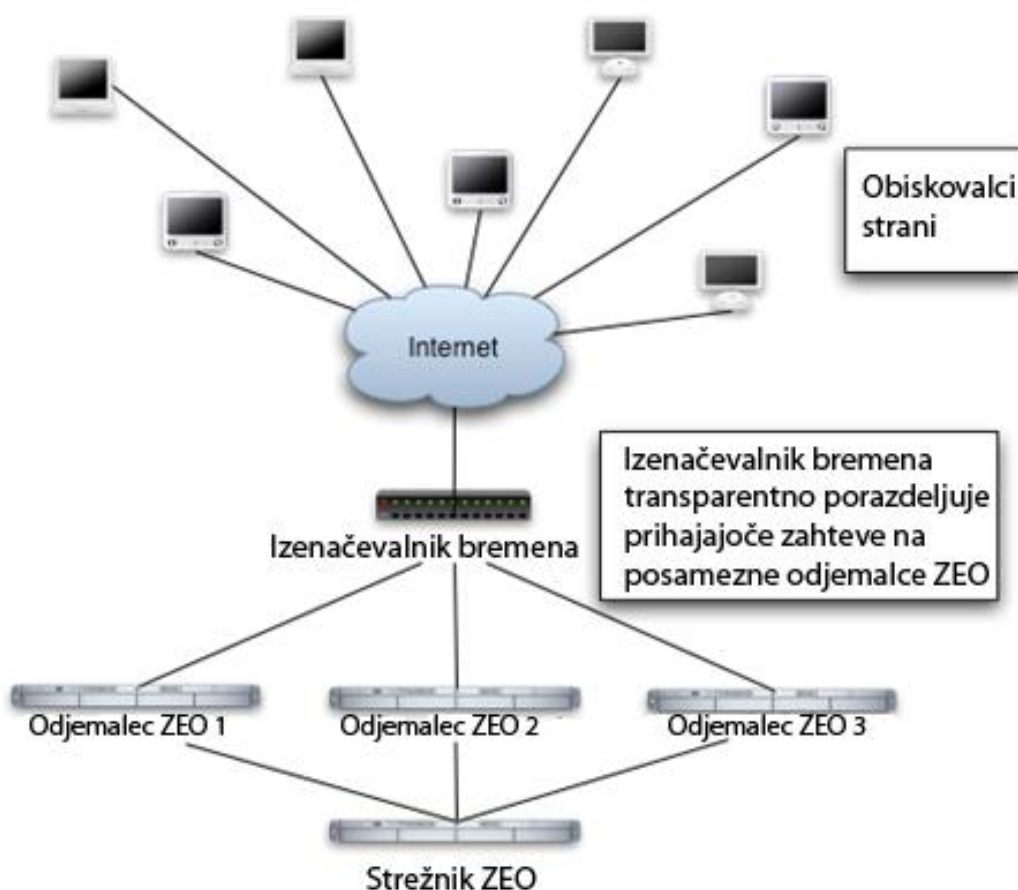 Obiskovalci
strani
Internet
Izenačevalnik bremena
transparentno porazdeljuje
prihajajoče zahteve na
posamezne odjemalce ZEO
Izenačevalnik bremena
Odjemalec ZEO 1
Odjemalec ZEO 2
Odjemalec ZEO 3
Strežnik ZEO